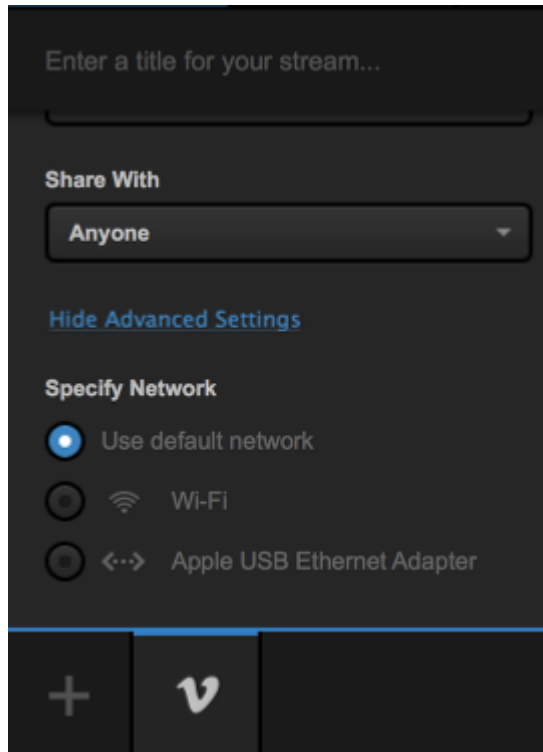 Enter a title for your stream...
Share With
Anyone
Hide Advanced Settings
Specify Network
Use default network
Wi-Fi
Apple USB Ethernet Adapter